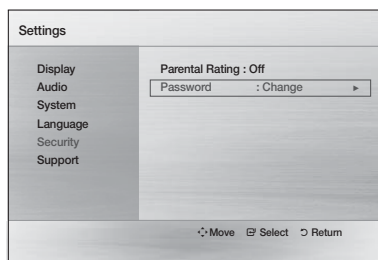 Settings
Display
Audio
System
Language
Security
Support
Parental Rating : Off
Password : Change ►
Move Select Return